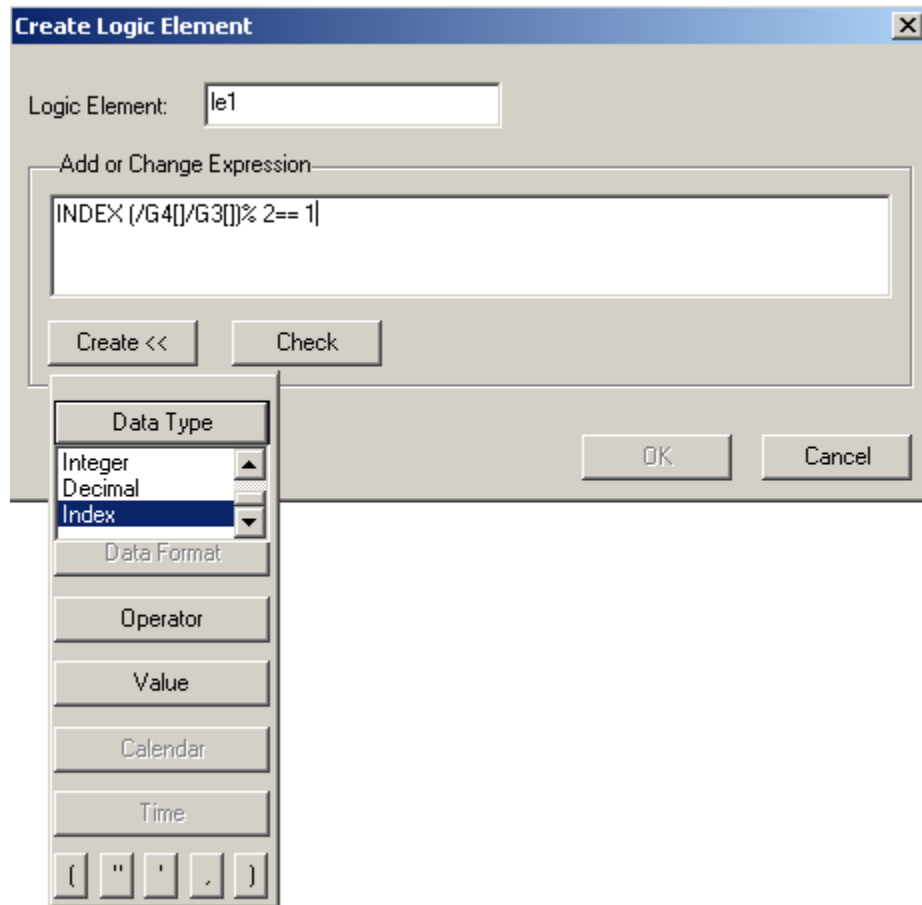 Create Logic Element
Logic Element: le1
Add or Change Expression
INDEX (/G4[]/G3[])% 2== 1
Create << Check
Data Type
Integer
Decimal
Index
Data Format
OK Cancel
Operator
Value
Calendar
Time
( " ' , )